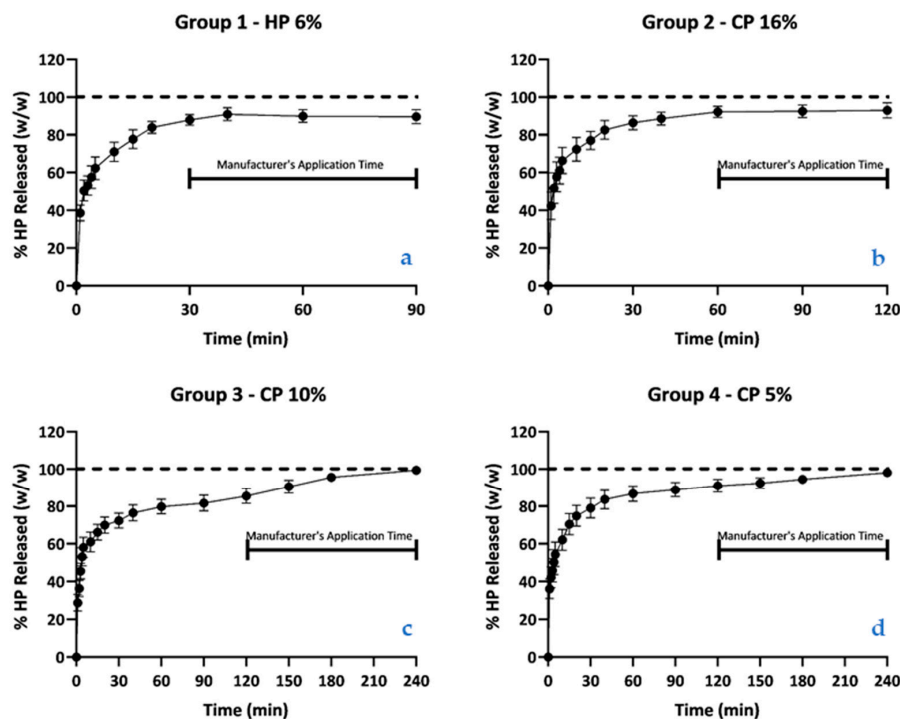 Group 1 - HP 6%
120
100
80
60
40
20
0
% HP Released (w/w)
Manufacturer's Application Time
a
0 30 60 90
Time (min)
Group 2 - CP 16%
120
100
80
60
40
20
0
% HP Released (w/w)
Manufacturer's Application Time
b
0 30 60 90 120
Time (min)
Group 3 - CP 10%
120
100
80
60
40
20
0
% HP Released (w/w)
Manufacturer's Application Time
c
0 30 60 90 120 150 180 210 240
Time (min)
Group 4 - CP 5%
120
100
80
60
40
20
0
% HP Released (w/w)
Manufacturer's Application Time
d
0 30 60 90 120 150 180 210 240
Time (min)